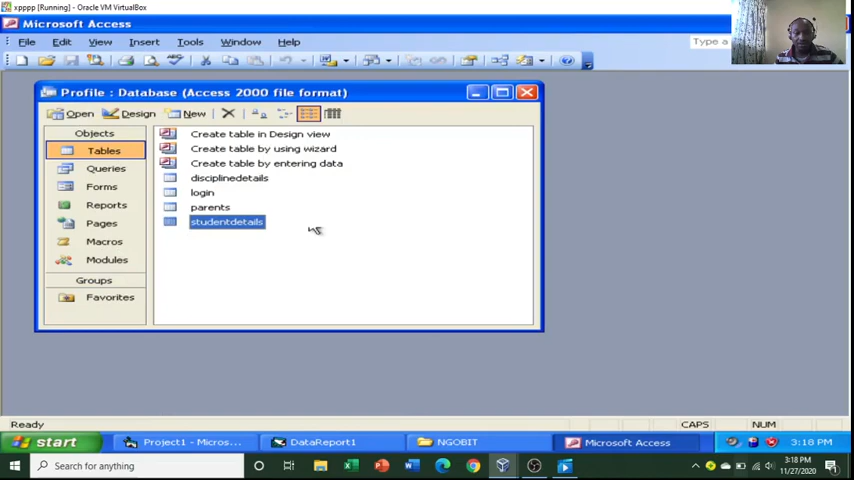 xpppp [Running] - Oracle VM VirtualBox
Microsoft Access
File Edit View Insert Tools Window Help
Type a
Profile : Database (Access 2000 file format)
Open Design New
Objects
Tables
Queries
Forms
Reports
Pages
Macros
Modules
Groups
Favorites
Create table in Design view
Create table by using wizard
Create table by entering data
disciplinedetails
login
parents
studentdetails
Ready CAPS NUM
start Project1 - Micros... DataReport1 NGOBIT Microsoft Access 3:18 PM
Search for anything
3:18 PM
11/27/2020